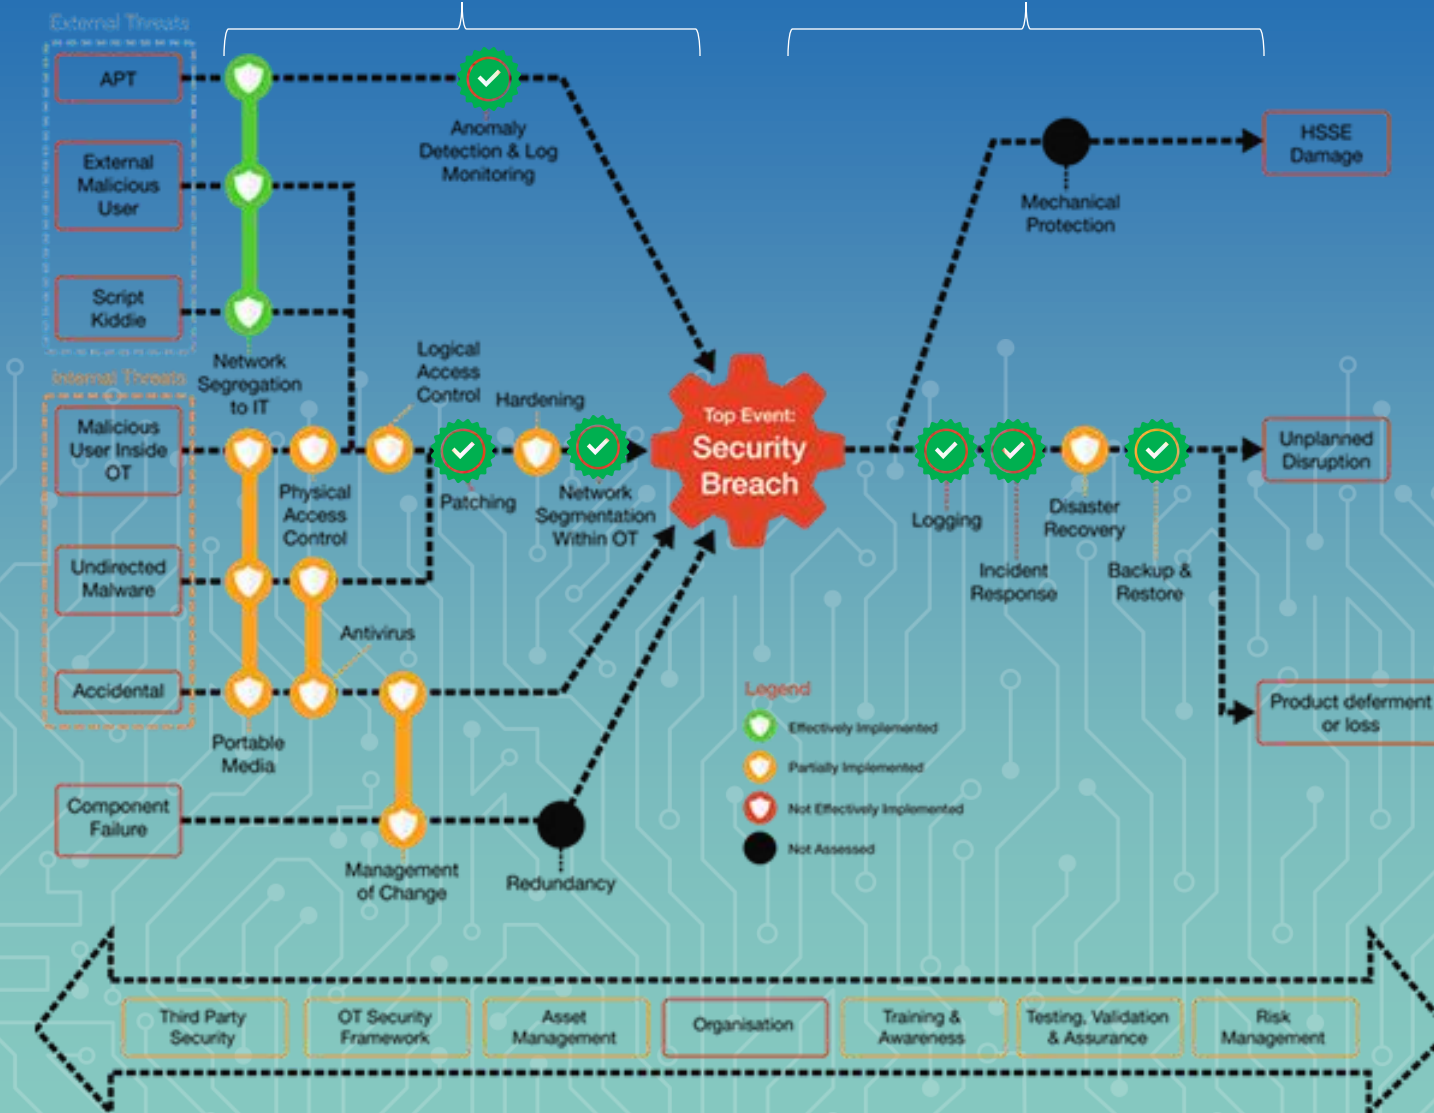 External Threats
APT
External
Malicious
User
Script
Kiddie
Anomaly
Detection & Log
Monitoring
Network
Segregation
to IT
Internal Threats
Malicious
User Inside
OT
Undirected
Malware
Accidental
Component
Failure
Logical
Access
Control
Hardening
Physical
Access
Control
Patching
Network
Segmentation
Within OT
Antivirus
Portable
Media
Management
of Change
Redundancy
Top Event:
Security
Breach
Mechanical
Protection
HSSE
Damage
Logging
Incident
Response
Disaster
Recovery
Backup &
Restore
Unplanned
Disruption
Product deferment
or loss
Legend
Effectively Implemented
Partially Implemented
Not Effectively Implemented
Not Assessed
Third Party
Security
OT Security
Framework
Asset
Management
Organisation
Training &
Awareness
Testing, Validation
& Assurance
Risk
Management